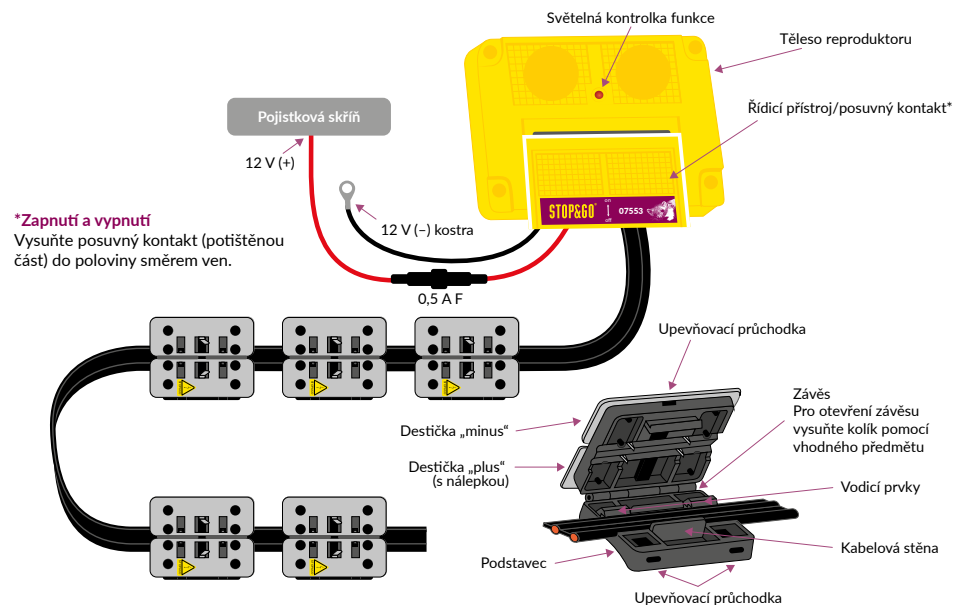 Světelná kontrolka funkce
Těleso reproduktoru
Řídicí přístroj/posuvný kontakt*
Pojistková skříň
12 V (+)
STOP&GO
on
off
07553
12 V (–) kostra
0,5 A F
*Zapnutí a vypnutí
Vysuňte posuvný kontakt (potištěnou
část) do poloviny směrem ven.
Upevňovací průchodka
Závěs
Pro otevření závěsu
vysuňte kolík pomocí
vhodného předmětu
Destička „minus“
Destička „plus“
(s nálepkou)
Vodicí prvky
Kabelová stěna
Podstavec
Upevňovací průchodka